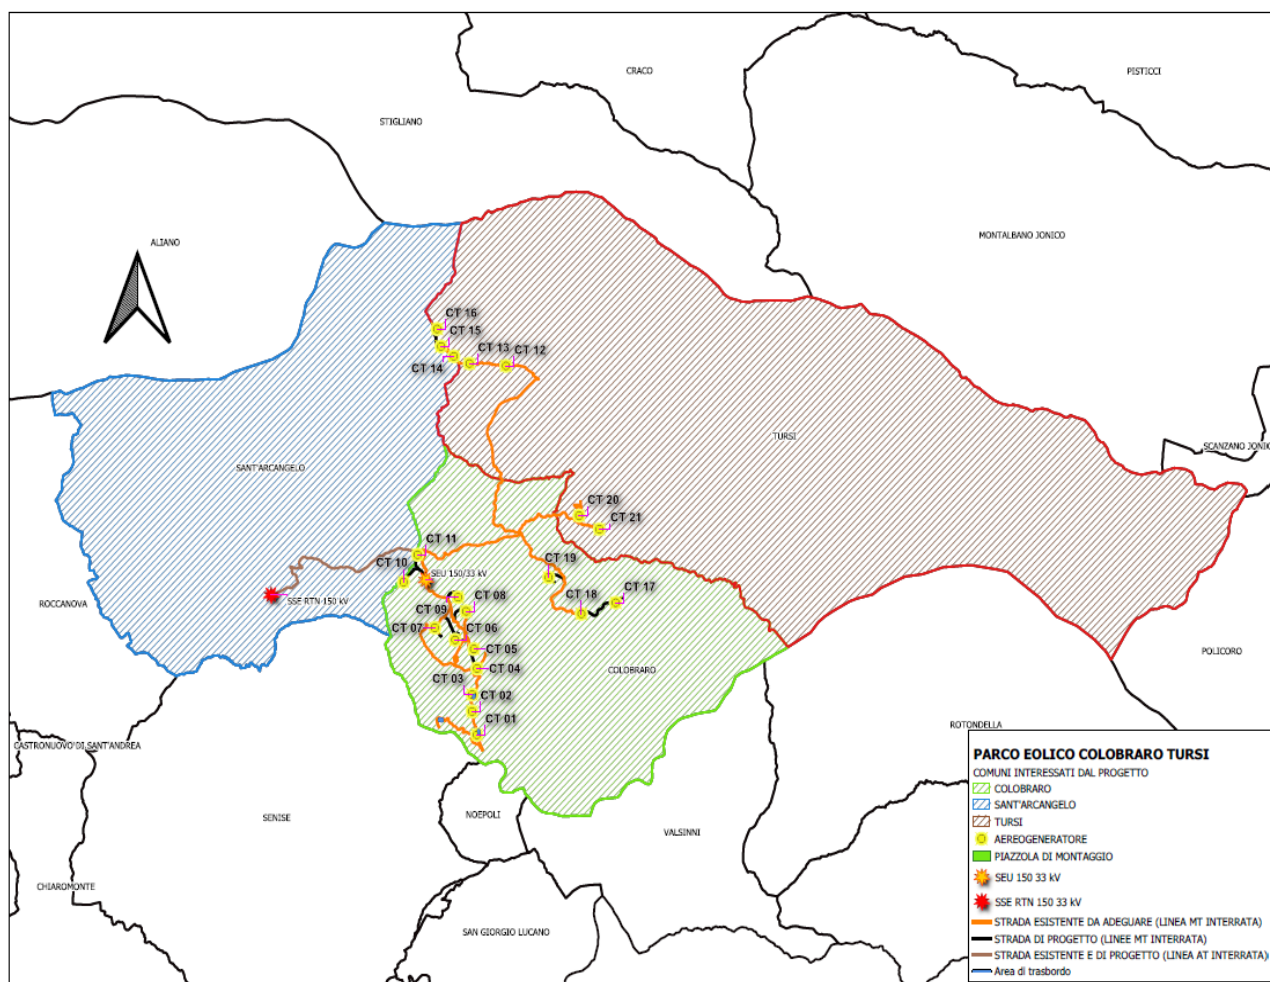 CRACO
PISTICCI
STIGLIANO
MONTALBANO JONICO
ALIANO
CT 16
CT 15
CT 14
CT 13
CT 12
TURSI
SCANZANO JONIC
SANT'ARCANGELO
CT 20
CT 21
CT 11
CT 10
SEU 150/33 kV
CT 19
CT 17
CT 18
SSE RTN 150 kV
ROCCANOVA
CT 09
CT 08
CT 07
CT 06
CT 05
CT 04
CT 03
CT 02
CT 01
COLOBRARO
POLICORO
ROTONDELLA
CASTRONUOVO DI SANT'ANDREA
SENISE
NOEPOLI
VALSINNI
CHIAROMONTE
SAN GIORGIO LUCANO
PARCO EOLICO COLOBRARO TURSI
COMUNI INTERESSATI DAL PROGETTO
COLOBRARO
SANT'ARCANGELO
TURSI
AEREOGENERATORE
PIAZZOLA DI MONTAGGIO
SEU 150 33 kV
SSE RTN 150 33 kV
STRADA ESISTENTE DA ADEGUARE (LINEA MT INTERRATA)
STRADA DI PROGETTO (LINEE MT INTERRATA)
STRADA ESISTENTE E DI PROGETTO (LINEA AT INTERRATA)
Area di trasbordo